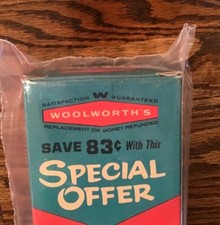 SATISFACTION W GUARANTEED
WOOLWORTH'S
REPLACEMENT OR MONEY REFUNDED
SAVE 83¢ With This
SPECIAL
OFFER